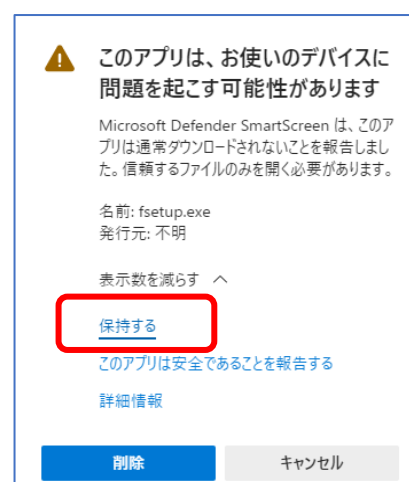 このアプリは、お使いのデバイスに
問題を起こす可能性があります
Microsoft Defender SmartScreen は、このア
プリは通常ダウンロードされないことを報告しまし
た。信頼するファイルのみを開く必要があります。
名前: fsetup.exe
発行元: 不明
表示数を減らす
保持する
このアプリは安全であることを報告する
詳細情報
削除
キャンセル